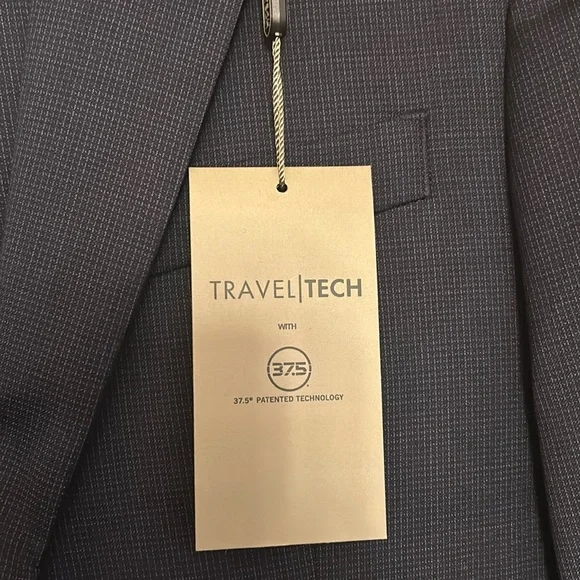 TRAVEL|TECH
WITH
37.5
37.5® PATENTED TECHNOLOGY